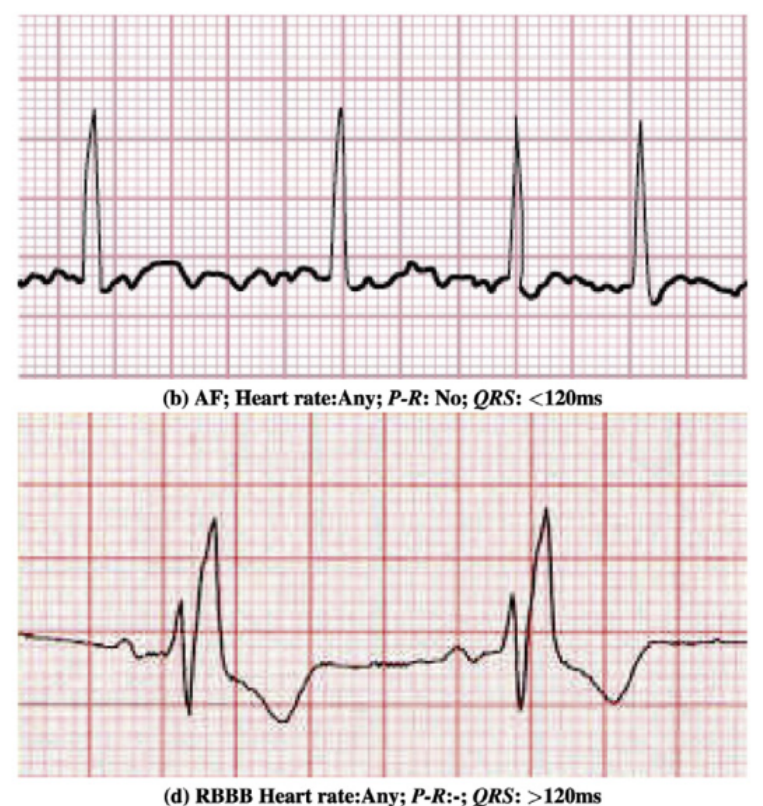 (b) AF; Heart rate:Any; P-R: No; QRS: <120ms
(d) RBBB Heart rate:Any; P-R:-; QRS: >120ms